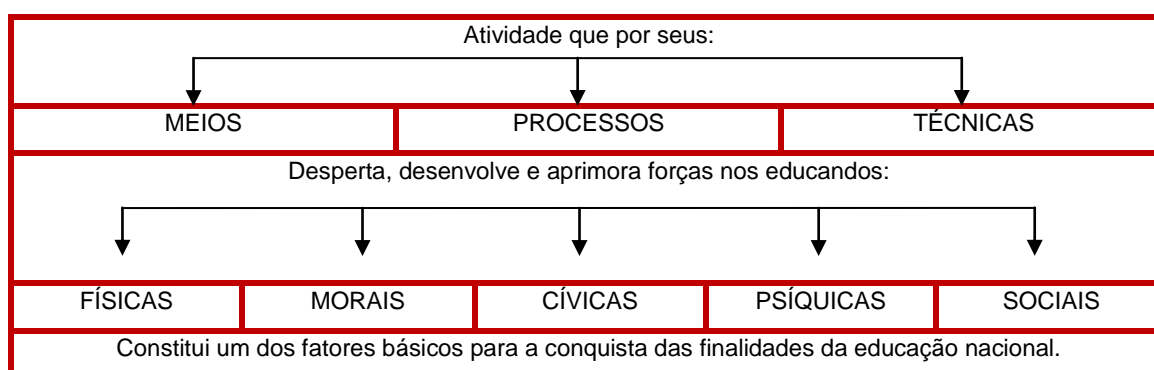 Atividade que por seus:
MEIOS PROCESSOS TÉCNICAS
Desperta, desenvolve e aprimora forças nos educandos:
FÍSICAS MORAIS CÍVICAS PSÍQUICAS SOCIAIS
Constitui um dos fatores básicos para a conquista das finalidades da educação nacional.